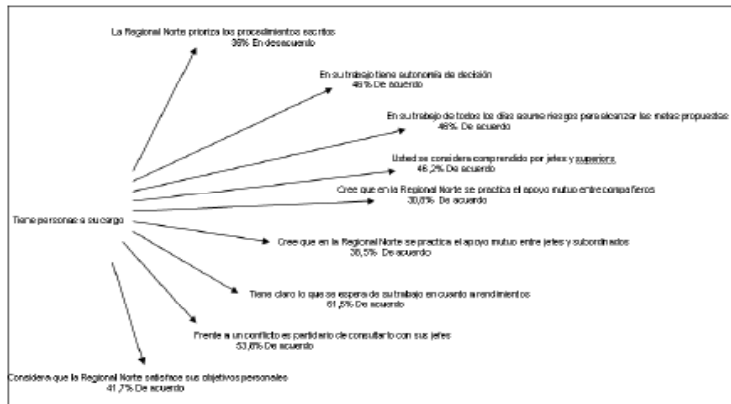 La Regional Norte prioriza los procedimientos escritos
36% En desacuerdo
En su trabajo tiene autonomía de decisión
46% De acuerdo
En su trabajo de todos los días asume riesgos para alcanzar las metas propuestas
46% De acuerdo
Usted se considera comprendido por jefes y superiors.
46,2% De acuerdo
Cree que en la Regional Norte se practica el apoyo mutuo entre compañeros
30,8% De acuerdo
Tiene personas a su cargo
Cree que en la Regional Norte se practica el apoyo mutuo entre jefes y subordinados
38,5% De acuerdo
Tiene claro lo que se espera de su trabajo en cuanto a rendimientos
61,5% De acuerdo
Frente a un conflicto es partidario de consultarlo con sus jefes
53,8% De acuerdo
Considera que la Regional Norte satisface sus objetivos personales
41,7% De acuerdo